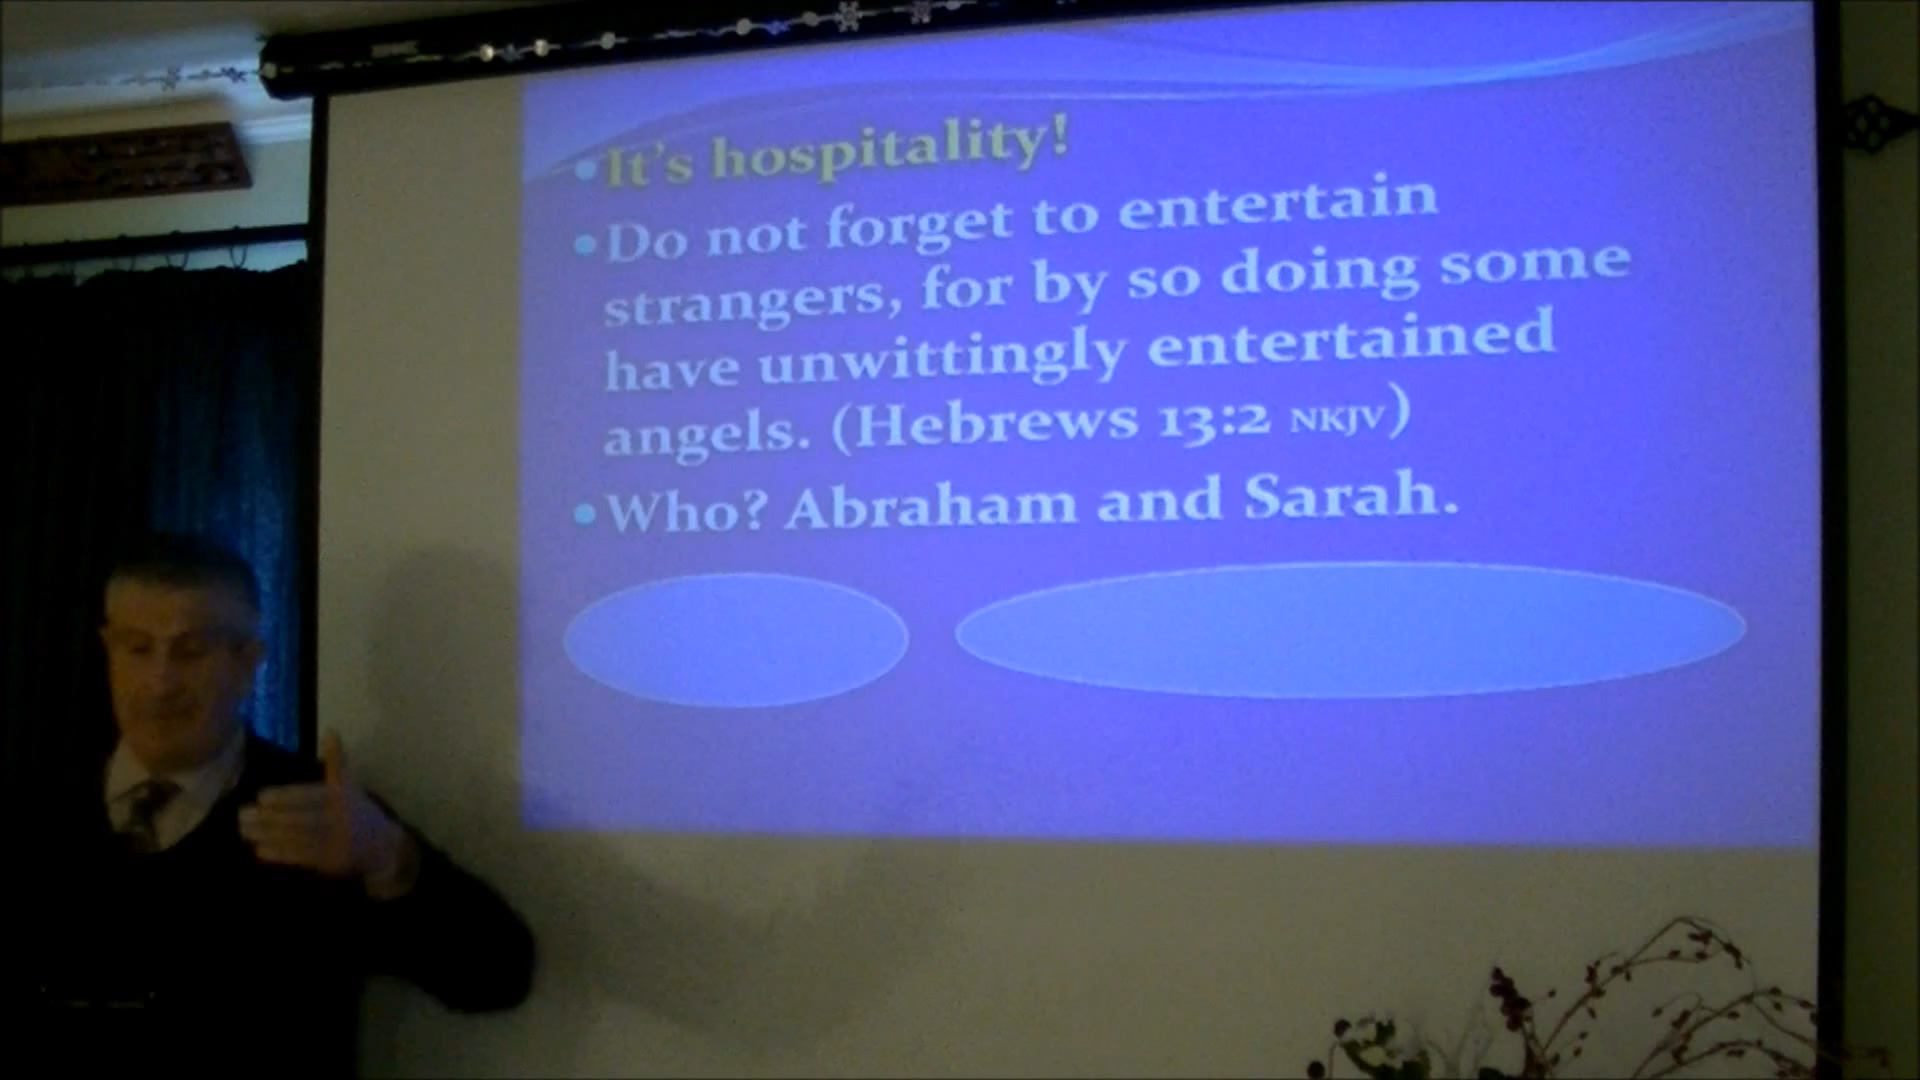 •It's hospitality!
•Do not forget to entertain
strangers, for by so doing some
have unwittingly entertained
angels. (Hebrews 13:2 NKJV)
•Who? Abraham and Sarah.